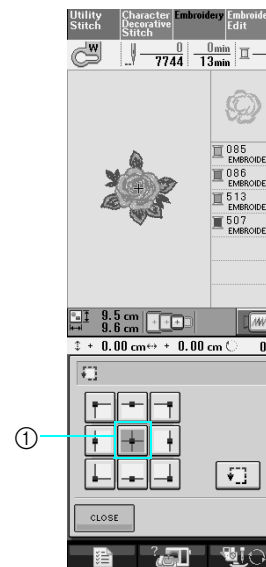 Utility Character Embroidery Embroide
Stitch Decorative Edit
Stitch
W
0 0min
7744 13min
085
EMBROIDE
086
EMBROIDE
513
EMBROIDE
507
EMBROIDE
9.5 cm
9.6 cm
+ 0.00 cm + 0.00 cm 0
1
CLOSE
?